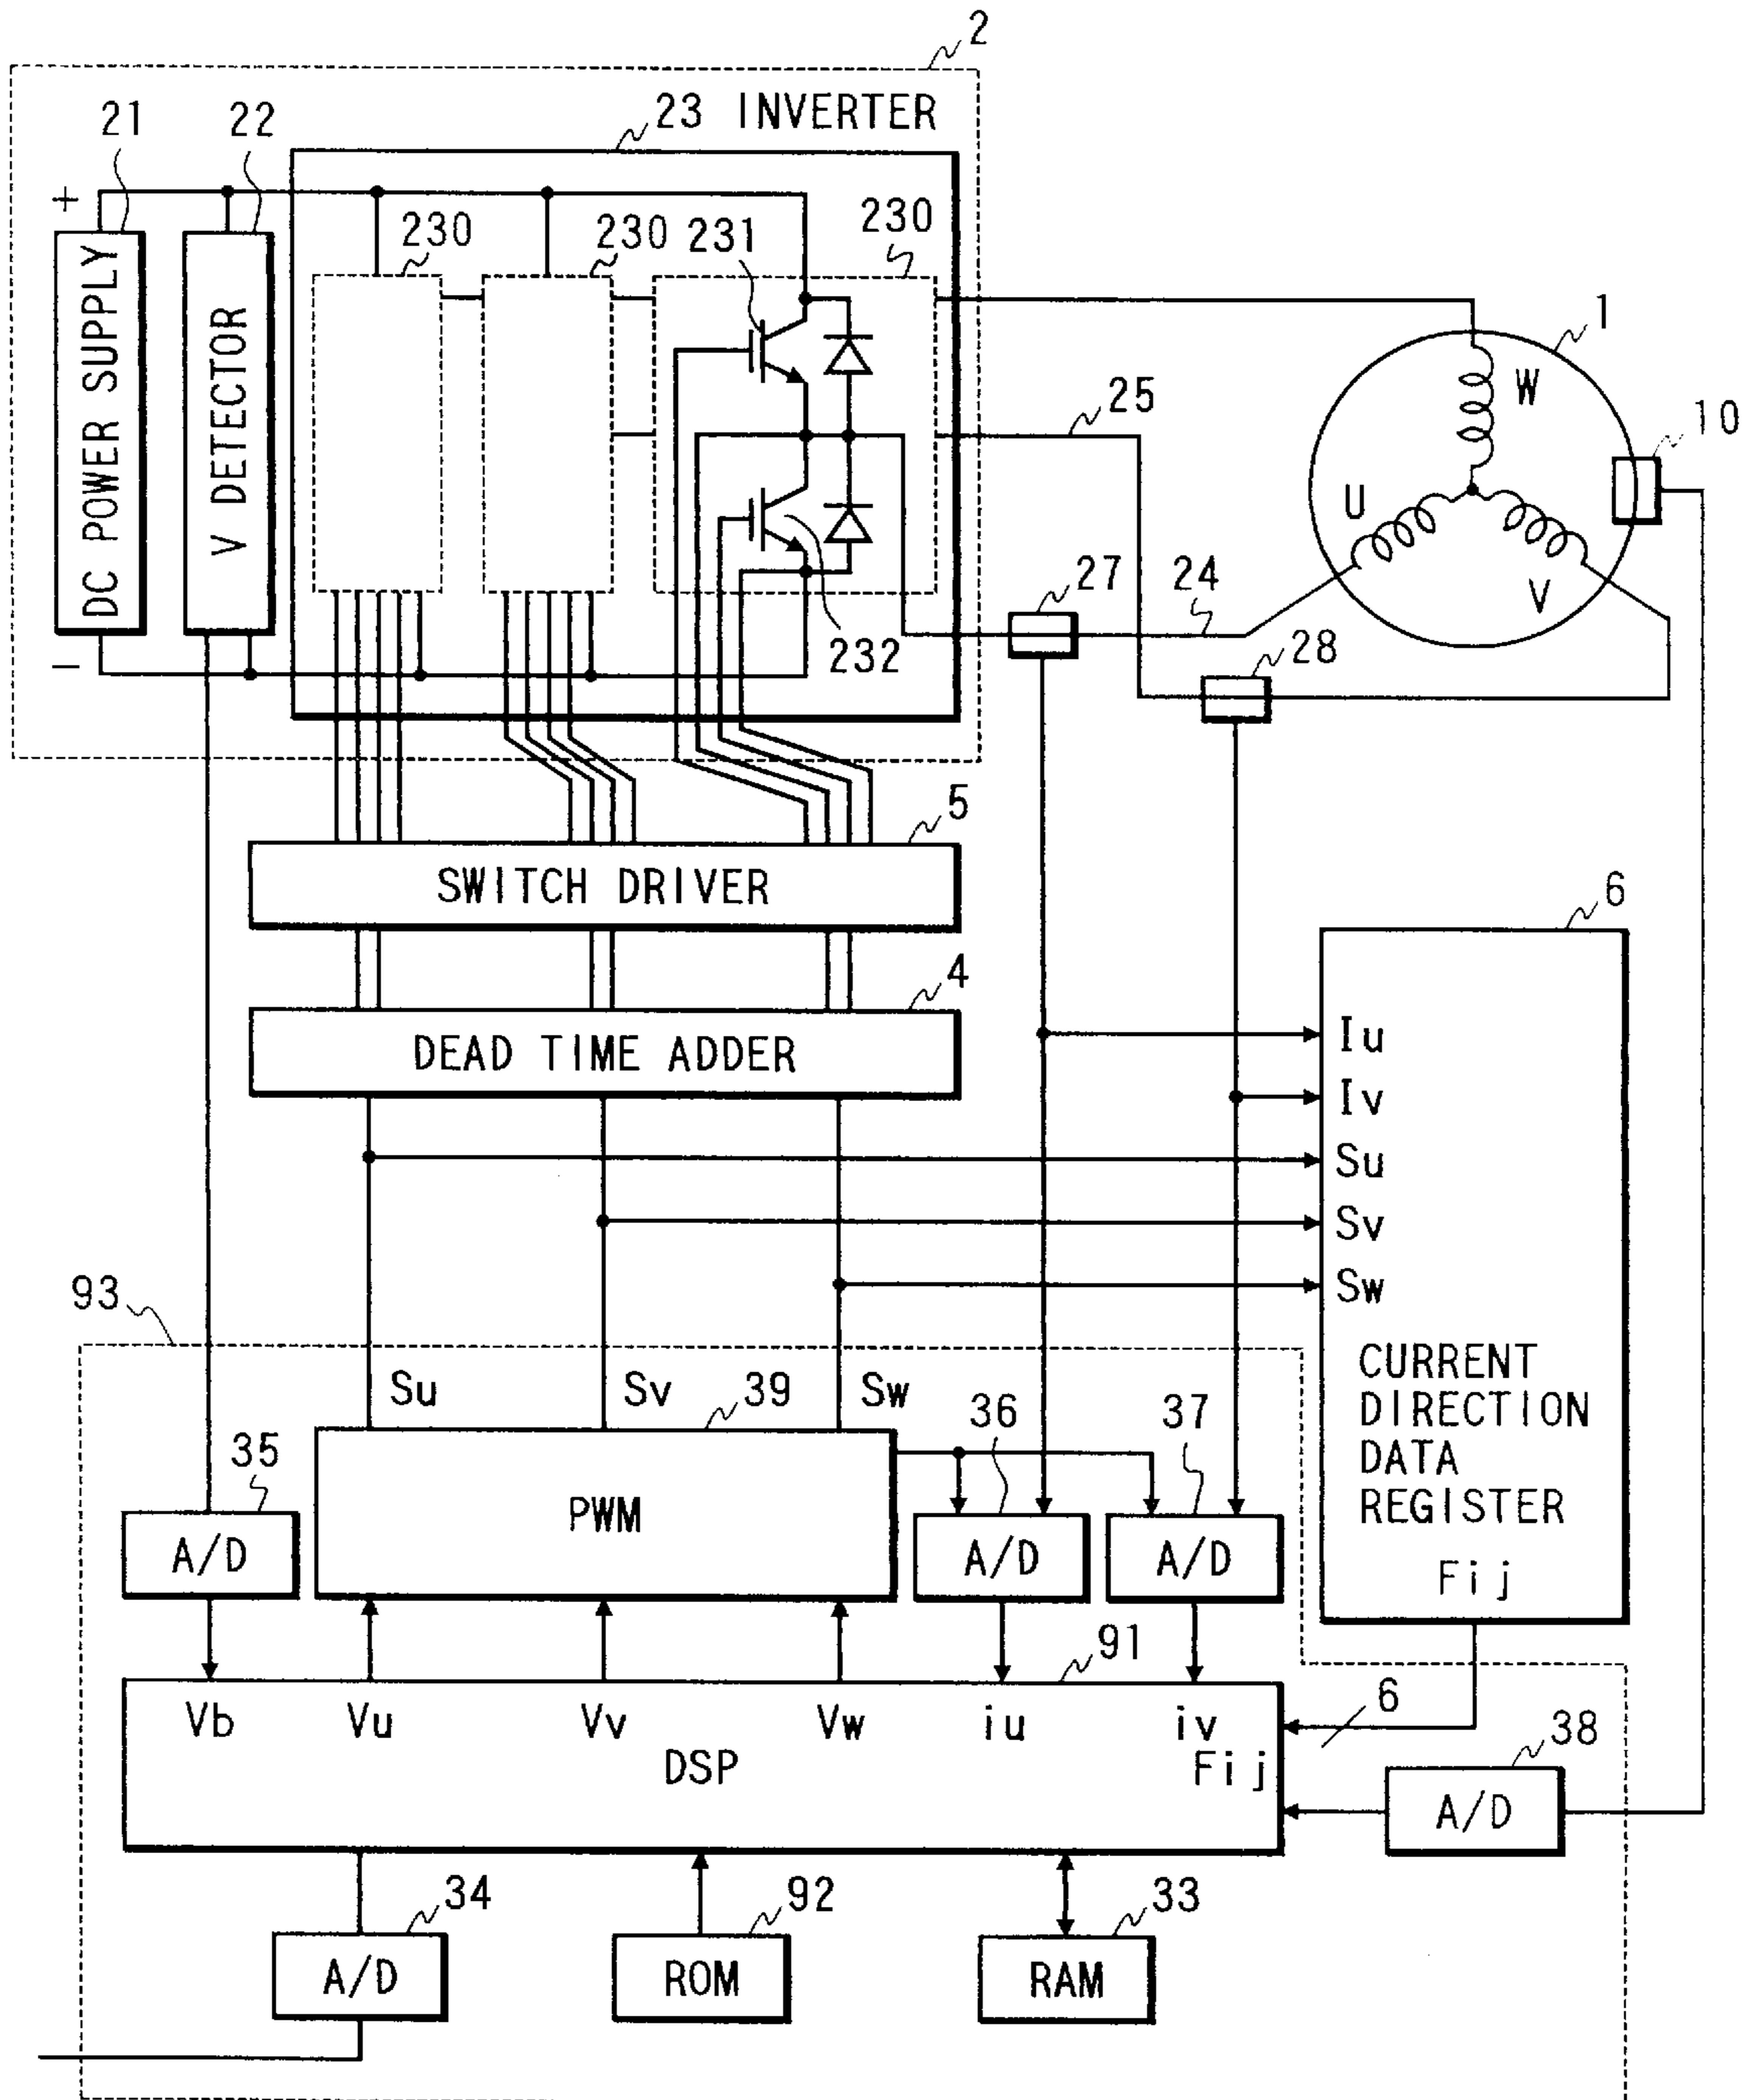 2
21
22
23 INVERTER
+
230
230
231
230
DC POWER SUPPLY
V DETECTOR
1
W
25
10
U
V
27
24
232
28
−
5
SWITCH DRIVER
6
4
DEAD TIME ADDER
Iu
Iv
Su
Sv
Sw
93
CURRENT
DIRECTION
DATA
REGISTER
Fij
Su
Sv
39
Sw
36
37
35
PWM
A/D
A/D
A/D
91
Vb
Vu
Vv
Vw
iu
iv
6
DSP
Fij
38
A/D
34
92
33
A/D
ROM
RAM